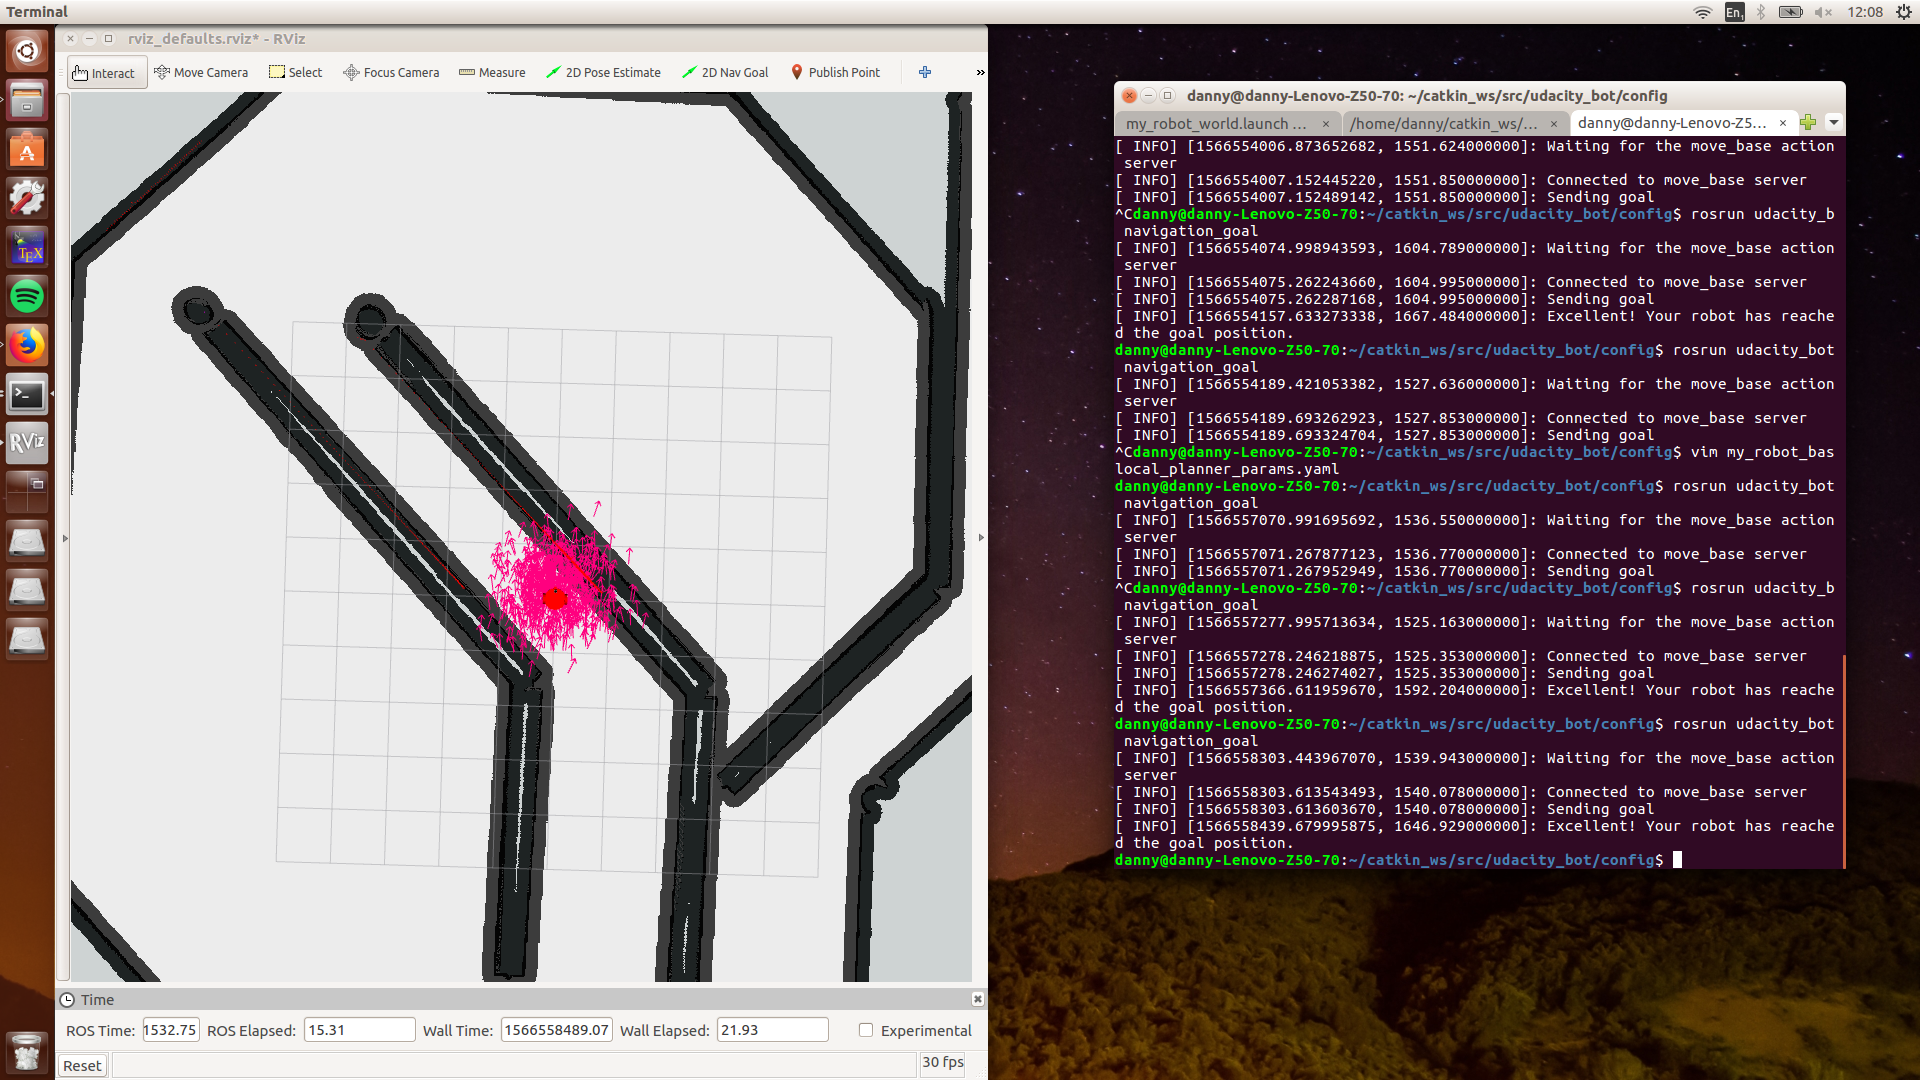 Terminal
En1
12:08
rviz_defaults.rviz* - RViz
Interact
Move Camera
Select
Focus Camera
Measure
2D Pose Estimate
2D Nav Goal
Publish Point
»
TEX
RViz
danny@danny-Lenovo-Z50-70: ~/catkin_ws/src/udacity_bot/config
my_robot_world.launch ...
/home/danny/catkin_ws/...
danny@danny-Lenovo-Z5...
[ INFO] [1566554006.873652682, 1551.624000000]: Waiting for the move_base action
server
[ INFO] [1566554007.152445220, 1551.850000000]: Connected to move_base server
[ INFO] [1566554007.152489142, 1551.850000000]: Sending goal
^Cdanny@danny-Lenovo-Z50-70:~/catkin_ws/src/udacity_bot/config$ rosrun udacity_b
navigation_goal
[ INFO] [1566554074.998943593, 1604.789000000]: Waiting for the move_base action
server
[ INFO] [1566554075.262243660, 1604.995000000]: Connected to move_base server
[ INFO] [1566554075.262287168, 1604.995000000]: Sending goal
[ INFO] [1566554157.633273338, 1667.484000000]: Excellent! Your robot has reache
d the goal position.
danny@danny-Lenovo-Z50-70:~/catkin_ws/src/udacity_bot/config$ rosrun udacity_bot
navigation_goal
[ INFO] [1566554189.421053382, 1527.636000000]: Waiting for the move_base action
server
[ INFO] [1566554189.693262923, 1527.853000000]: Connected to move_base server
[ INFO] [1566554189.693324704, 1527.853000000]: Sending goal
^Cdanny@danny-Lenovo-Z50-70:~/catkin_ws/src/udacity_bot/config$ vim my_robot_bas
local_planner_params.yaml
danny@danny-Lenovo-Z50-70:~/catkin_ws/src/udacity_bot/config$ rosrun udacity_bot
navigation_goal
[ INFO] [1566557070.991695692, 1536.550000000]: Waiting for the move_base action
server
[ INFO] [1566557071.267877123, 1536.770000000]: Connected to move_base server
[ INFO] [1566557071.267952949, 1536.770000000]: Sending goal
^Cdanny@danny-Lenovo-Z50-70:~/catkin_ws/src/udacity_bot/config$ rosrun udacity_b
navigation_goal
[ INFO] [1566557277.995713634, 1525.163000000]: Waiting for the move_base action
server
[ INFO] [1566557278.246218875, 1525.353000000]: Connected to move_base server
[ INFO] [1566557278.246274027, 1525.353000000]: Sending goal
[ INFO] [1566557366.611959670, 1592.204000000]: Excellent! Your robot has reache
d the goal position.
danny@danny-Lenovo-Z50-70:~/catkin_ws/src/udacity_bot/config$ rosrun udacity_bot
navigation_goal
[ INFO] [1566558303.443967070, 1539.943000000]: Waiting for the move_base action
server
[ INFO] [1566558303.613543493, 1540.078000000]: Connected to move_base server
[ INFO] [1566558303.613603670, 1540.078000000]: Sending goal
[ INFO] [1566558439.679995875, 1646.929000000]: Excellent! Your robot has reache
d the goal position.
danny@danny-Lenovo-Z50-70:~/catkin_ws/src/udacity_bot/config$
Time
ROS Time: 1532.75 ROS Elapsed: 15.31 Wall Time: 1566558489.07 Wall Elapsed: 21.93 Experimental
Reset
30 fps